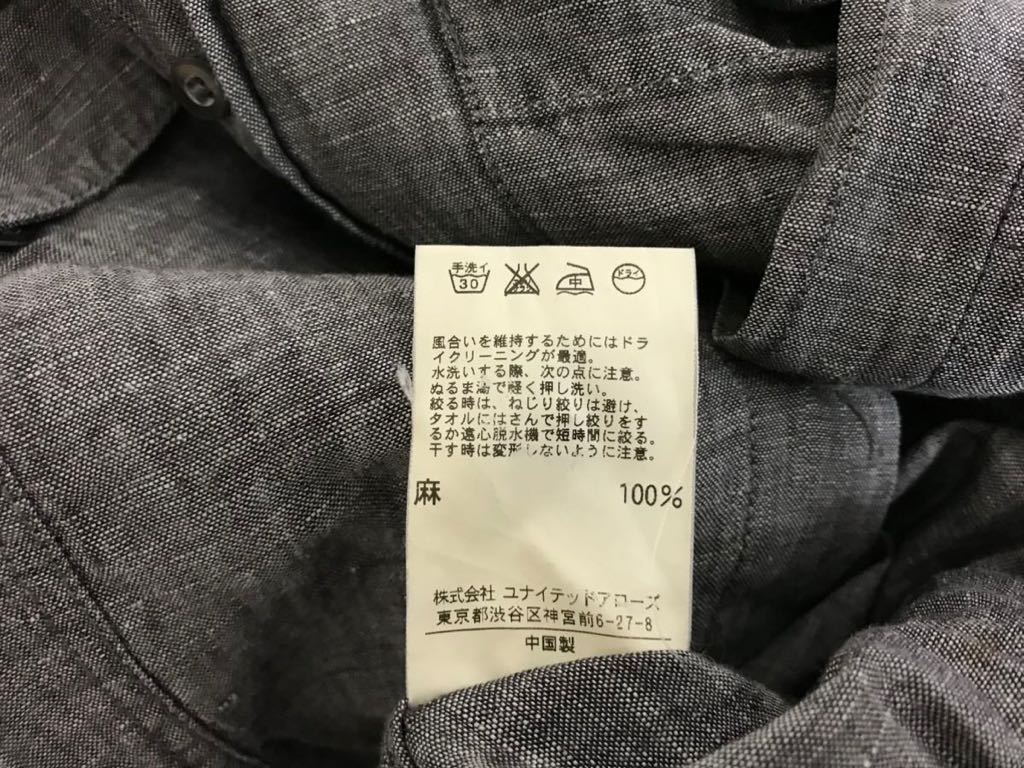 手洗イ 30 中 ドライ
風合いを維持するためにはドラ
イクリーニングが最適。
水洗いする際、次の点に注意。
ぬるま湯で軽く押し洗い。
絞る時は、ねじり絞りは避け、
タオルにはさんで押し絞りをす
るか遠心脱水機で短時間に絞る。
干す時は変形しないように注意。
麻 100%
株式会社 ユナイテッドアローズ
東京都渋谷区神宮前6-27-8
中国製